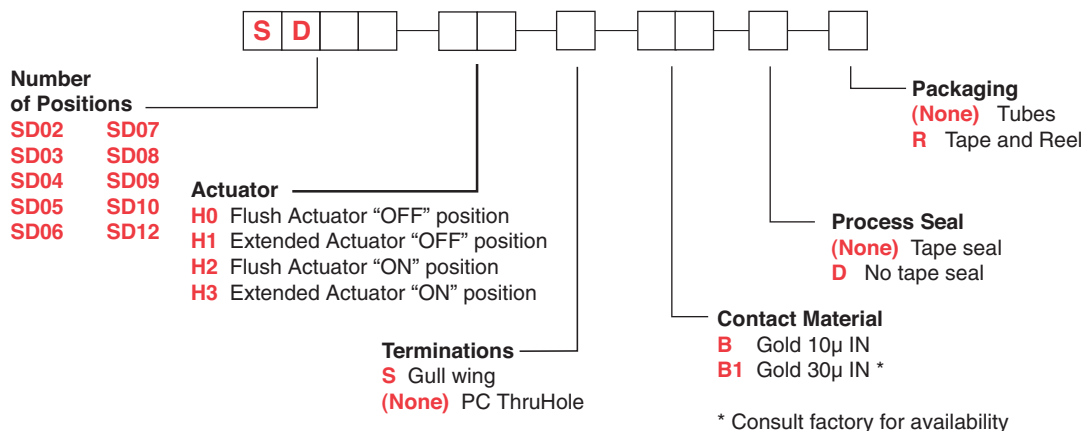 S D
Number
of Positions
SD02 SD07
SD03 SD08
SD04 SD09
SD05 SD10
SD06 SD12
Actuator
H0 Flush Actuator “OFF” position
H1 Extended Actuator “OFF” position
H2 Flush Actuator “ON” position
H3 Extended Actuator “ON” position
Terminations
S Gull wing
(None) PC ThruHole
Contact Material
B Gold 10μ IN
B1 Gold 30μ IN *
* Consult factory for availability
Process Seal
(None) Tape seal
D No tape seal
Packaging
(None) Tubes
R Tape and Reel